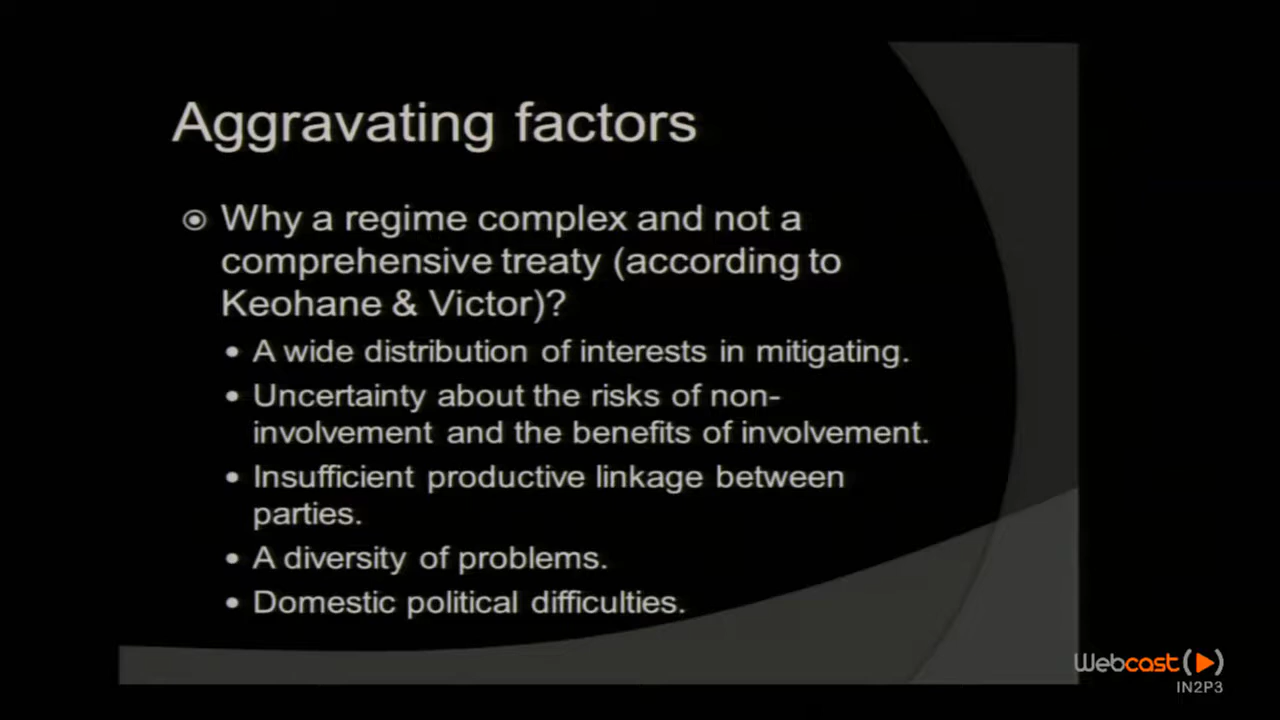 Aggravating factors
Why a regime complex and not a
comprehensive treaty (according to
Keohane & Victor)?
• A wide distribution of interests in mitigating.
• Uncertainty about the risks of non-
involvement and the benefits of involvement.
• Insufficient productive linkage between
parties.
• A diversity of problems.
• Domestic political difficulties.
Webcast
IN2P3